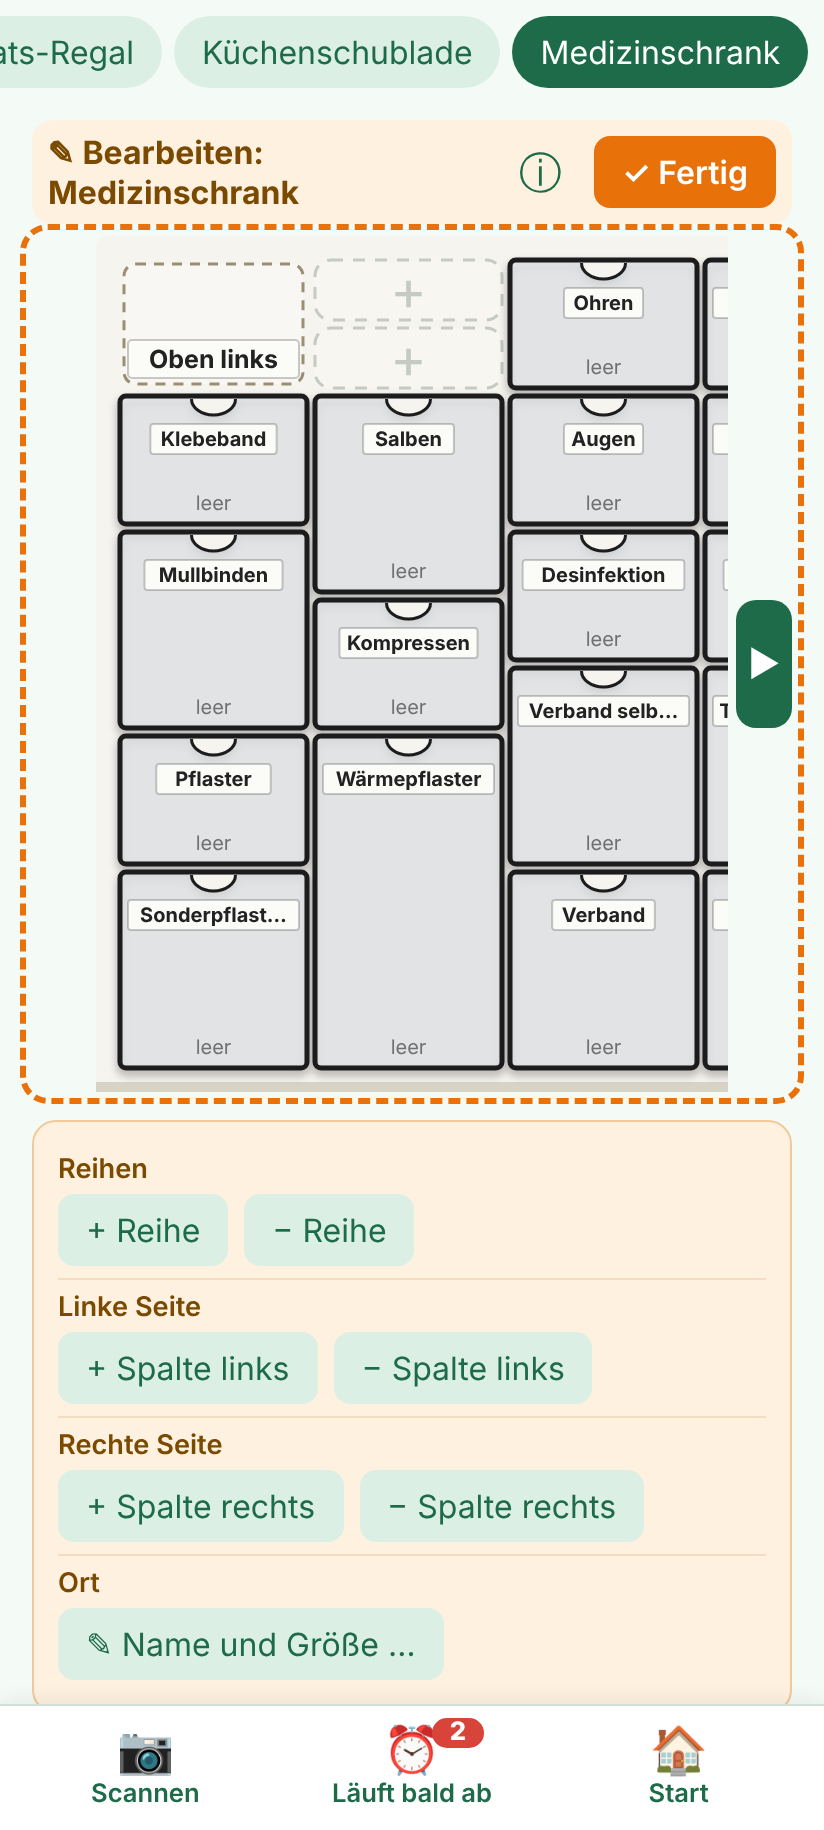 ats-Regal
Küchenschublade
Medizinschrank
✎ Bearbeiten:
Medizinschrank
ⓘ
✓ Fertig
+
Ohren
leer
+
Oben links
Klebeband
leer
Salben
leer
Augen
leer
Mullbinden
leer
Desinfektion
leer
Kompressen
leer
Verband selb...
leer
T
Pflaster
leer
Wärmepflaster
leer
Sonderpflast...
leer
Verband
leer
Reihen
+ Reihe
− Reihe
Linke Seite
+ Spalte links
− Spalte links
Rechte Seite
+ Spalte rechts
− Spalte rechts
Ort
✎ Name und Größe ...
2
Scannen
Läuft bald ab
Start